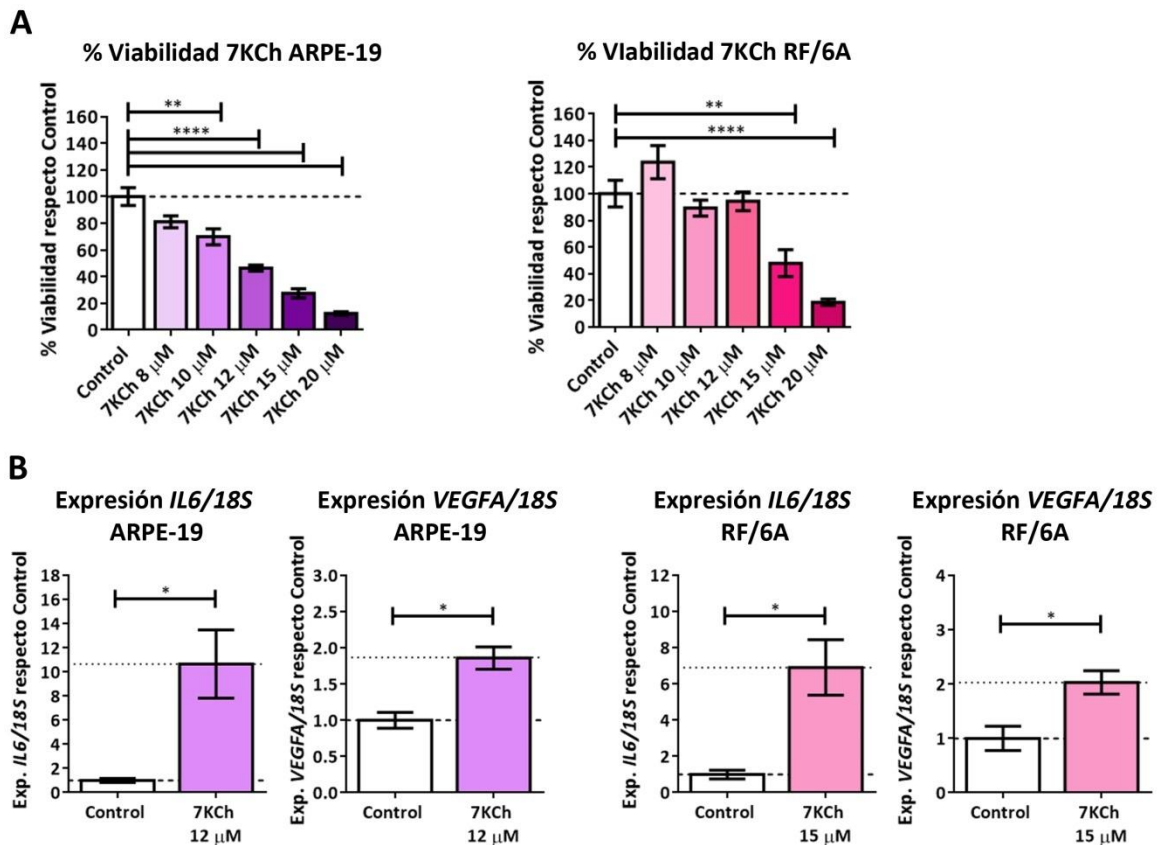 A
% Viabilidad 7KCh ARPE-19
% Viabilidad respecto Control
160
140
120
100
80
60
40
20
0
**
****
Control
7KCh 8 μM
7KCh 10 μM
7KCh 12 μM
7KCh 15 μM
7KCh 20 μM
% VIabilidad 7KCh RF/6A
% Viabilidad respecto Control
160
140
120
100
80
60
40
20
0
**
****
Control
7KCh 8 μM
7KCh 10 μM
7KCh 12 μM
7KCh 15 μM
7KCh 20 μM
B
Expresión IL6/18S
ARPE-19
Exp. IL6/18S respecto Control
18
16
14
12
10
8
6
4
2
0
*
Control
7KCh
12 μM
Expresión VEGFA/18S
ARPE-19
Exp. VEGFA/18S respecto Control
3.0
2.5
2.0
1.5
1.0
0.5
0.0
*
Control
7KCh
12 μM
Expresión IL6/18S
RF/6A
Exp. IL6/18S respecto Control
12
10
8
6
4
2
0
*
Control
7KCh
15 μM
Expresión VEGFA/18S
RF/6A
Exp. VEGFA/18S respecto Control
4
3
2
1
0
*
Control
7KCh
15 μM